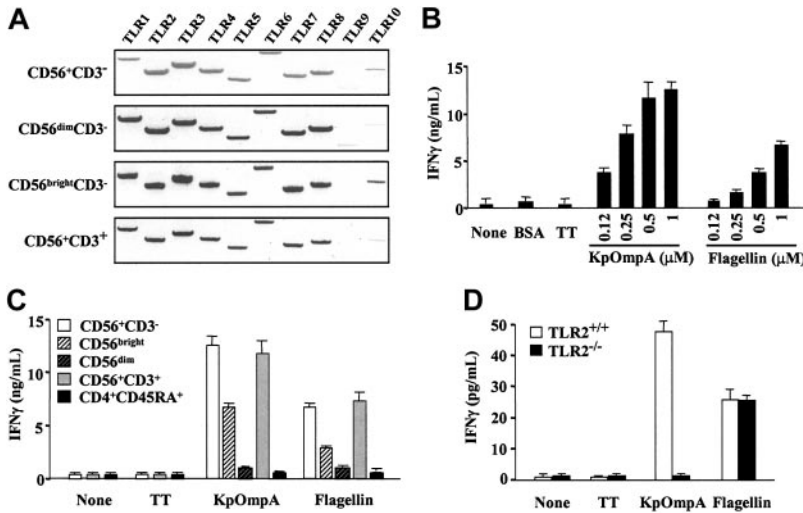 A
TLR1 TLR2 TLR3 TLR4 TLR5 TLR6 TLR7 TLR8 TLR9 TLR10
CD56⁺CD3⁻
CD56ᵈⁱᵐCD3⁻
CD56ᵇʳⁱᵍʰᵗCD3⁻
CD56⁺CD3⁺
B
IFNγ (ng/mL)
15
10
5
0
None BSA TT
0.12 0.25 0.5 1
KpOmpA (μM)
0.12 0.25 0.5 1
Flagellin (μM)
C
CD56⁺CD3⁻
CD56ᵇʳⁱᵍʰᵗ
CD56ᵈⁱᵐ
CD56⁺CD3⁺
CD4⁺CD45RA⁺
IFNγ (ng/mL)
15
10
5
0
None TT KpOmpA Flagellin
D
TLR2⁺/⁺
TLR2⁻/⁻
IFNγ (pg/mL)
50
40
30
20
10
0
None TT KpOmpA Flagellin